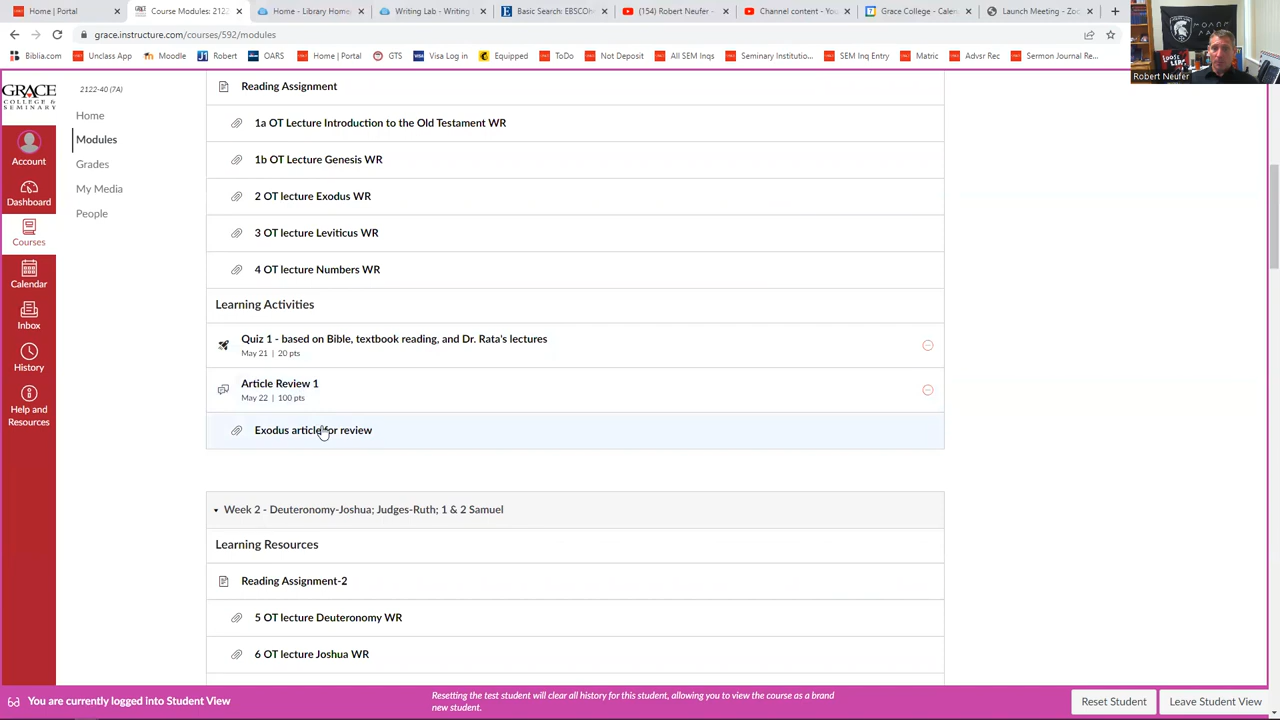 Home | Portal
Course Modules: 2122
Home - Library Home
Writing Lab - Writing
Basic Search: EBSCOH
(154) Robert Neufer -
Channel content - You
Grace College - Calen
Launch Meeting - Zoo
grace.instructure.com/courses/592/modules
Biblia.com
Unclass App
Moodle
Robert
OARS
Home | Portal
GTS
Visa Log in
Equipped
ToDo
Not Deposit
All SEM Inqs
Seminary Institutio...
SEM Inq Entry
Matric
Advsr Rec
Sermon Journal Re...
Robert Neufer
GRACE
COLLEGE &
SEMINARY
Account
Dashboard
Courses
Calendar
Inbox
History
Help and
Resources
2122-40 (7A)
Home
Modules
Grades
My Media
People
Reading Assignment
1a OT Lecture Introduction to the Old Testament WR
1b OT Lecture Genesis WR
2 OT lecture Exodus WR
3 OT lecture Leviticus WR
4 OT lecture Numbers WR
Learning Activities
Quiz 1 - based on Bible, textbook reading, and Dr. Rata's lectures
May 21 | 20 pts
Article Review 1
May 22 | 100 pts
Exodus article for review
Week 2 - Deuteronomy-Joshua; Judges-Ruth; 1 & 2 Samuel
Learning Resources
Reading Assignment-2
5 OT lecture Deuteronomy WR
6 OT lecture Joshua WR
You are currently logged into Student View
Resetting the test student will clear all history for this student, allowing you to view the course as a brand
new student.
Reset Student
Leave Student View